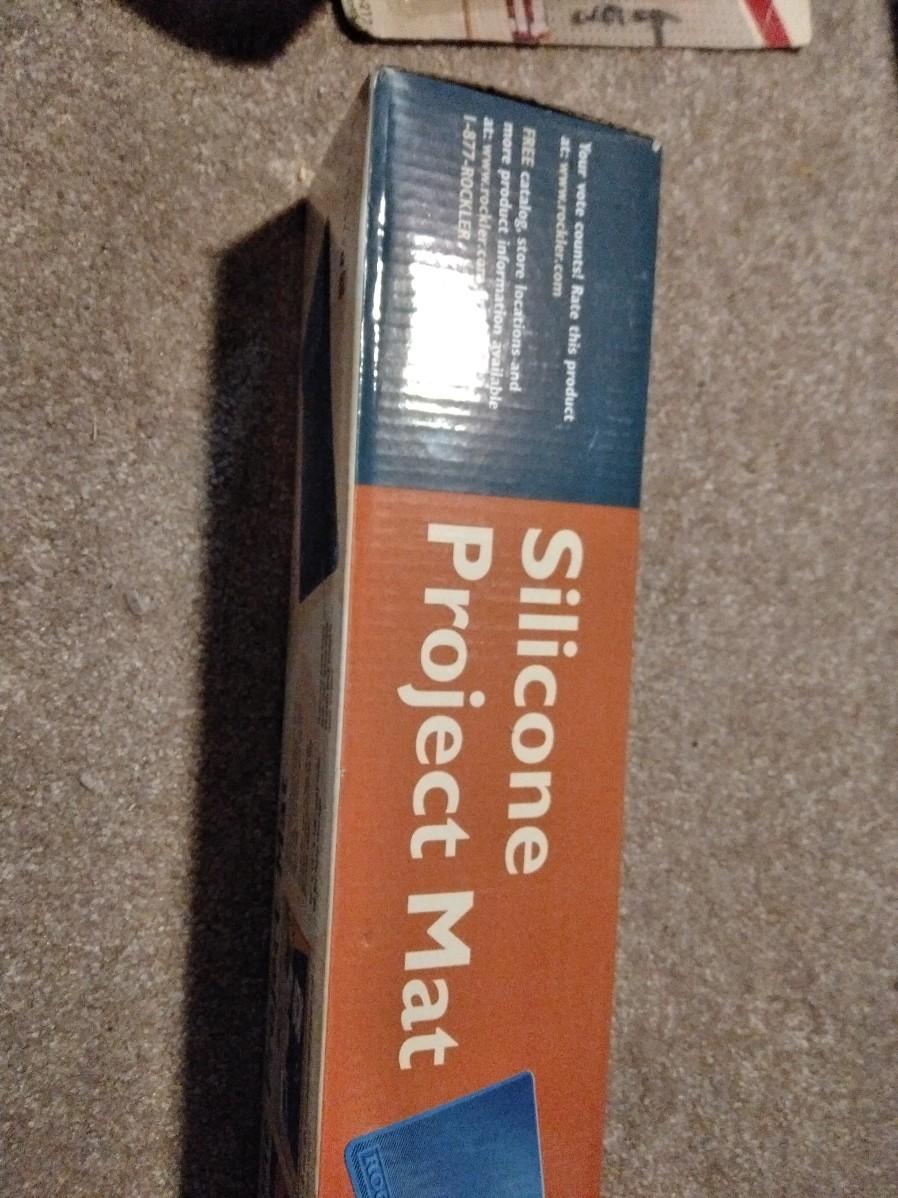 Your vote counts! Rate this product
at: www.rockler.com
FREE catalog, store locations and
more product information available
at: www.rockler.com
1-877-ROCKLER
Silicone
Project Mat